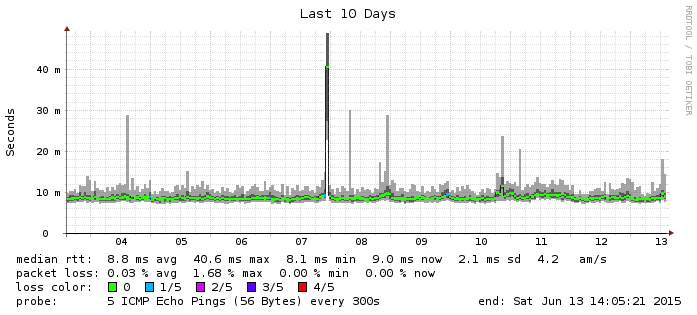 Last 10 Days
RRDTOOL / TOBI OETIKER
Seconds
40 m
30 m
20 m
10 m
0
04 05 06 07 08 09 10 11 12 13
median rtt: 8.8 ms avg 40.6 ms max 8.1 ms min 9.0 ms now 2.1 ms sd 4.2 am/s
packet loss: 0.03 % avg 1.68 % max 0.00 % min 0.00 % now
loss color: 0 1/5 2/5 3/5 4/5
probe: 5 ICMP Echo Pings (56 Bytes) every 300s end: Sat Jun 13 14:05:21 2015